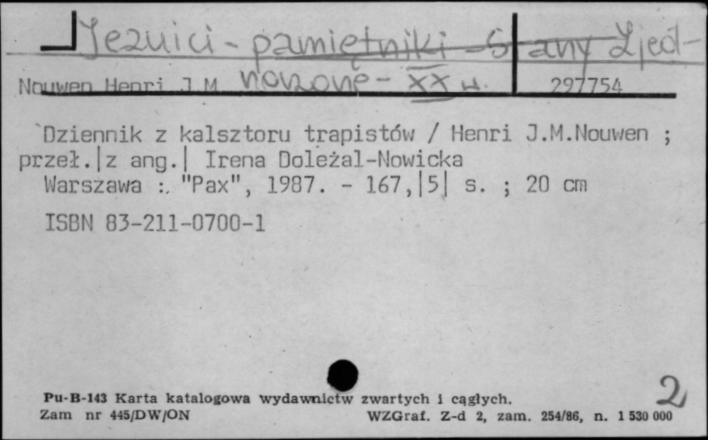 Jezuici - pamiętniki - Stany Zjed-
noczone - XX w.
Nouwen Henri J.M 297754
Dziennik z kalsztoru trapistów / Henri J.M.Nouwen ;
przeł.|z ang.| Irena Doleżal-Nowicka
Warszawa : "Pax", 1987. - 167,|5| s. ; 20 cm
ISBN 83-211-0700-1
2
Pu-B-143 Karta katalogowa wydawnictw zwartych i cągłych.
Zam nr 445/DW/ON WZGraf. Z-d 2, zam. 254/86, n. 1 530 000